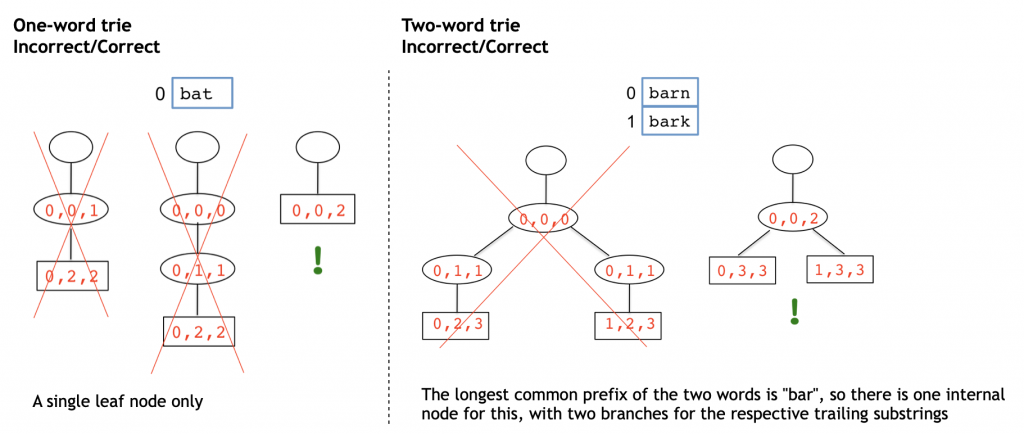 One-word trie
Incorrect/Correct
0 bat
0,0,1
0,2,2
0,0,0
0,1,1
0,2,2
0,0,2
!
A single leaf node only
Two-word trie
Incorrect/Correct
0 barn
1 bark
0,0,0
0,1,1 0,1,1
0,2,3 1,2,3
0,0,2
0,3,3 1,3,3
!
The longest common prefix of the two words is "bar", so there is one internal
node for this, with two branches for the respective trailing substrings